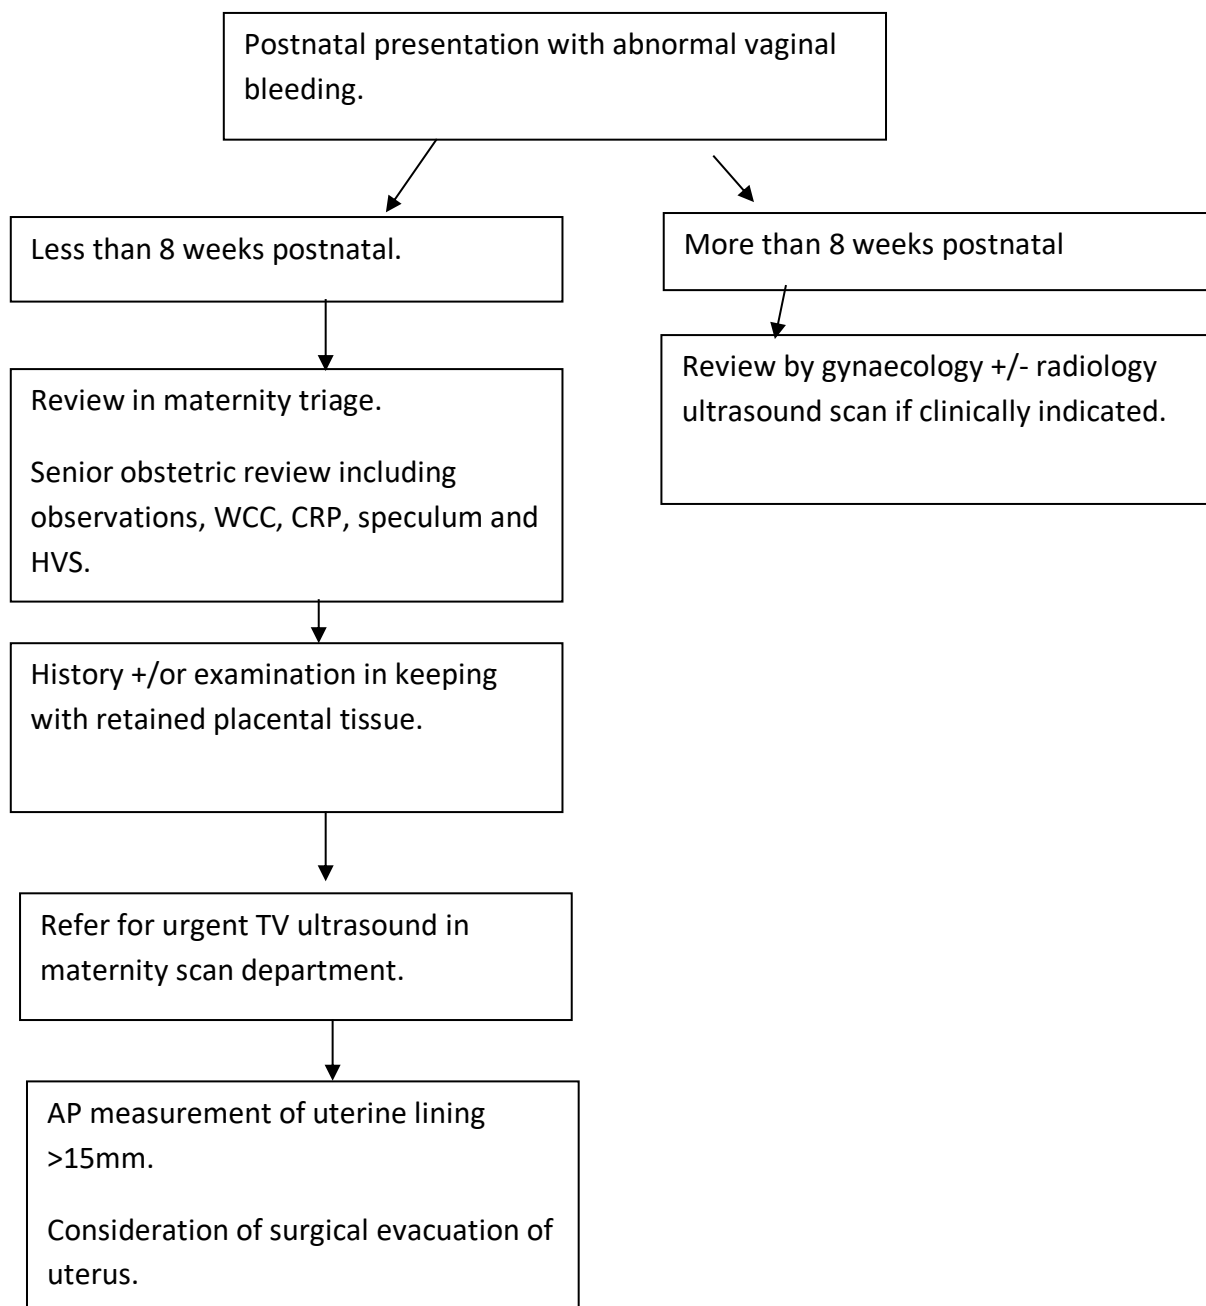 Postnatal presentation with abnormal vaginal
bleeding.
Less than 8 weeks postnatal.
More than 8 weeks postnatal
Review in maternity triage.
Senior obstetric review including
observations, WCC, CRP, speculum and
HVS.
Review by gynaecology +/- radiology
ultrasound scan if clinically indicated.
History +/or examination in keeping
with retained placental tissue.
Refer for urgent TV ultrasound in
maternity scan department.
AP measurement of uterine lining
>15mm.
Consideration of surgical evacuation of
uterus.